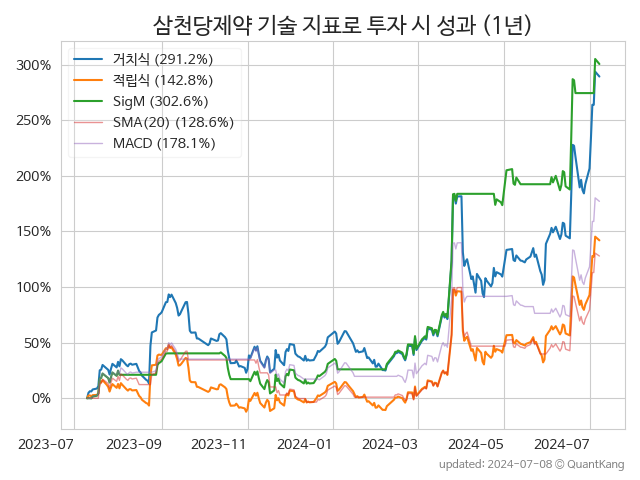 삼천당제약 기술 지표로 투자 시 성과 (1년)
거치식 (291.2%)
적립식 (142.8%)
SigM (302.6%)
SMA(20) (128.6%)
MACD (178.1%)
300%
250%
200%
150%
100%
50%
0%
2023-07 2023-09 2023-11 2024-01 2024-03 2024-05 2024-07
updated: 2024-07-08 © QuantKang